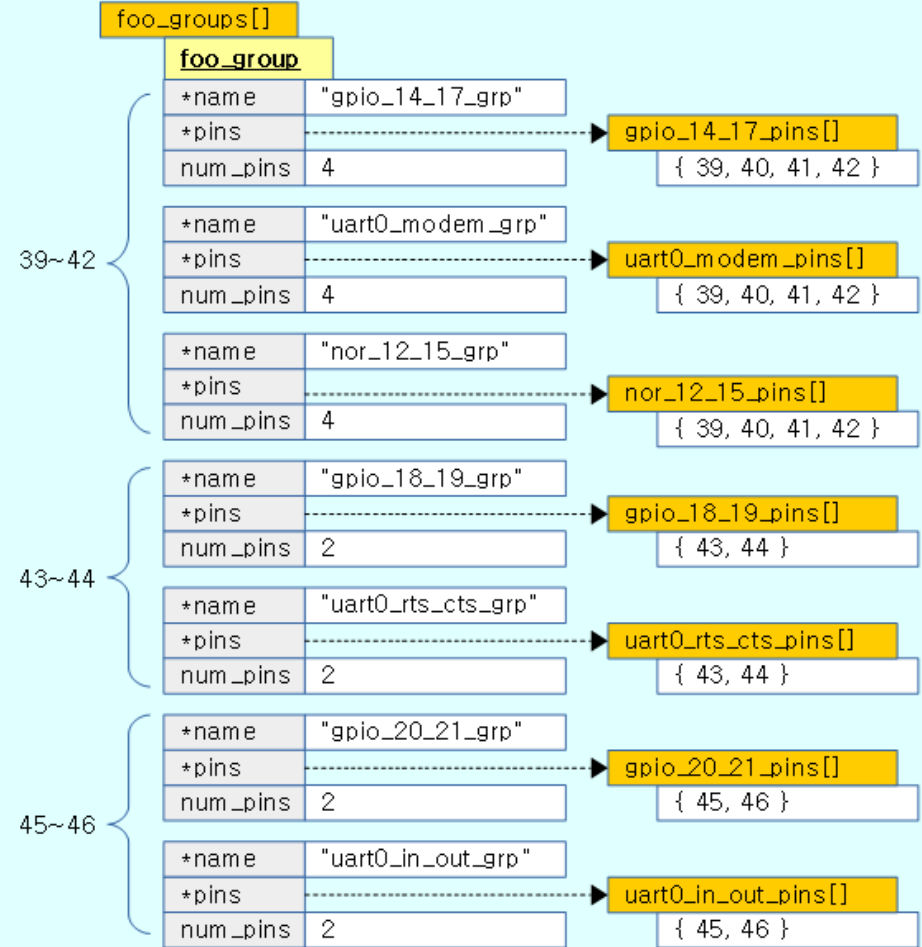 foo_groups[]
foo_group
*name "gpio_14_17_grp"
*pins gpio_14_17_pins[]
num_pins 4 { 39, 40, 41, 42 }
*name "uart0_modem_grp"
39~42 *pins uart0_modem_pins[]
num_pins 4 { 39, 40, 41, 42 }
*name "nor_12_15_grp"
*pins nor_12_15_pins[]
num_pins 4 { 39, 40, 41, 42 }
*name "gpio_18_19_grp"
*pins gpio_18_19_pins[]
num_pins 2 { 43, 44 }
43~44
*name "uart0_rts_cts_grp"
*pins uart0_rts_cts_pins[]
num_pins 2 { 43, 44 }
*name "gpio_20_21_grp"
*pins gpio_20_21_pins[]
num_pins 2 { 45, 46 }
45~46
*name "uart0_in_out_grp"
*pins uart0_in_out_pins[]
num_pins 2 { 45, 46 }